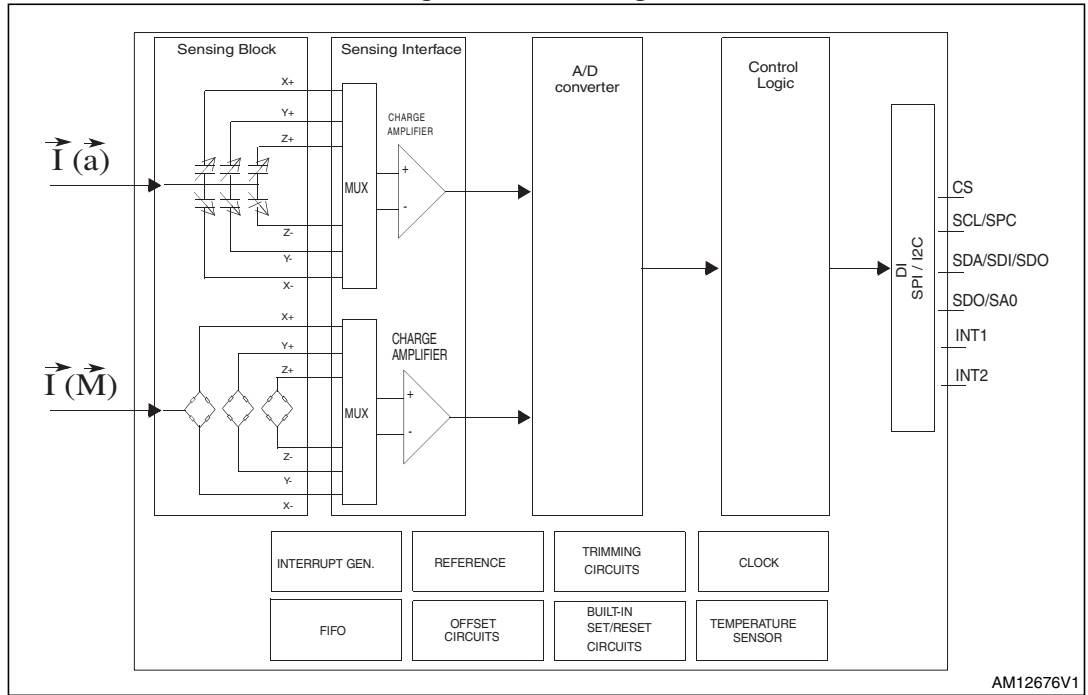 Sensing Block
Sensing Interface
A/D
converter
Control
Logic
X+
Y+
Z+
CHARGE
AMPLIFIER
I (a)
MUX
+
-
Z-
Y-
X-
X+
Y+
Z+
CHARGE
AMPLIFIER
I (M)
MUX
+
-
Z-
Y-
X-
DI
SPI / I2C
CS
SCL/SPC
SDA/SDI/SDO
SDO/SA0
INT1
INT2
INTERRUPT GEN.
REFERENCE
TRIMMING
CIRCUITS
CLOCK
FIFO
OFFSET
CIRCUITS
BUILT-IN
SET/RESET
CIRCUITS
TEMPERATURE
SENSOR
AM12676V1